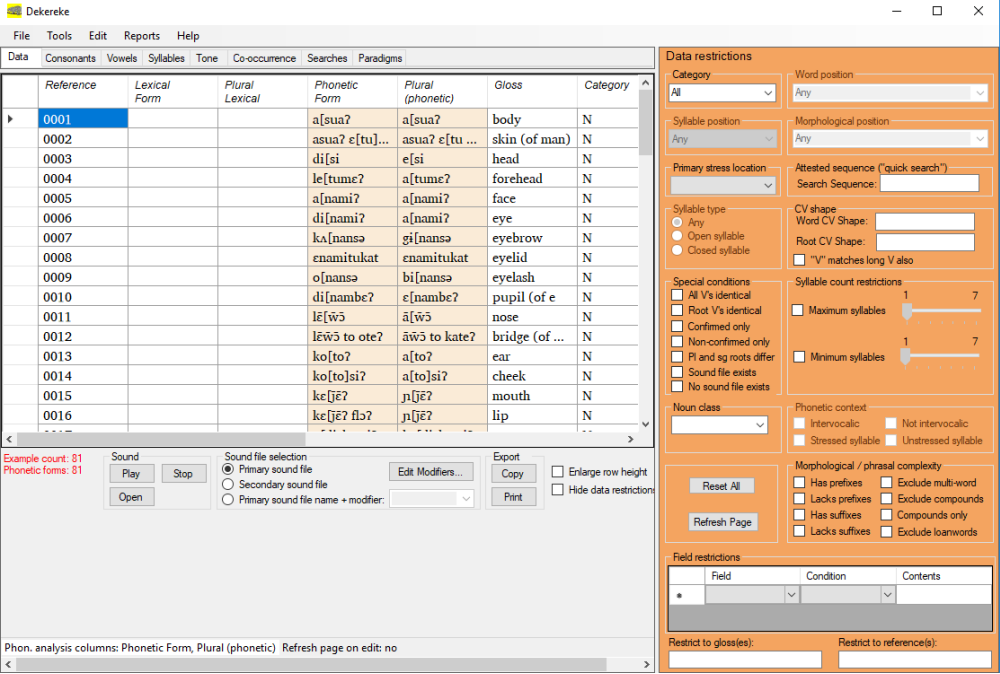 Dekereke
File Tools Edit Reports Help
Data Consonants Vowels Syllables Tone Co-occurrence Searches Paradigms
Reference Lexical Form Plural Lexical Phonetic Form Plural (phonetic) Gloss Category
0001 a[suaʔ a[suaʔ body N
0002 asuaʔ ɛ[tu]... asuaʔ ɛ[tu ... skin (of man) N
0003 di[si e[si head N
0004 le[tumɛʔ a[tumɛʔ forehead N
0005 a[namiʔ a[namiʔ face N
0006 di[namiʔ a[namiʔ eye N
0007 kʌ[nansə gɨ[nansə eyebrow N
0008 ɛnamitukat ɛnamitukat eyelid N
0009 o[nansə bi[nansə eyelash N
0010 di[nambɛʔ ɛ[nambɛʔ pupil (of e N
0011 lɛ̃[w̃ɔ̃ ã[w̃ɔ̃ nose N
0012 lɛ̃w̃ɔ̃ to ote? ãw̃ɔ̃ to kate? bridge (of ... N
0013 ko[toʔ a[toʔ ear N
0014 ko[to]siʔ a[to]siʔ cheek N
0015 kɛ[j̃ɛ̃ʔ ɲ[j̃ɛ̃ʔ mouth N
0016 kɛ[j̃ɛ̃ʔ flɔʔ ɲ[j̃ɛ̃ʔ lip N
Example count: 81
Phonetic forms: 81
Sound
Play Stop
Open
Sound file selection
Primary sound file
Secondary sound file
Primary sound file name + modifier:
Edit Modifiers...
Export
Copy
Print
Enlarge row height
Hide data restrictions
Phon. analysis columns: Phonetic Form, Plural (phonetic) Refresh page on edit: no
Data restrictions
Category
All
Word position
Any
Syllable position
Any
Morphological position
Any
Primary stress location
Attested sequence ("quick search")
Search Sequence:
Syllable type
Any
Open syllable
Closed syllable
CV shape
Word CV Shape:
Root CV Shape:
"V" matches long V also
Special conditions
All V's identical
Root V's identical
Confirmed only
Non-confirmed only
Pl and sg roots differ
Sound file exists
No sound file exists
Syllable count restrictions
1 7
Maximum syllables
1 7
Minimum syllables
Noun class
Phonetic context
Intervocalic Not intervocalic
Stressed syllable Unstressed syllable
Reset All
Refresh Page
Morphological / phrasal complexity
Has prefixes Exclude multi-word
Lacks prefixes Exclude compounds
Has suffixes Compounds only
Lacks suffixes Exclude loanwords
Field restrictions
Field Condition Contents
*
Restrict to gloss(es): Restrict to reference(s):